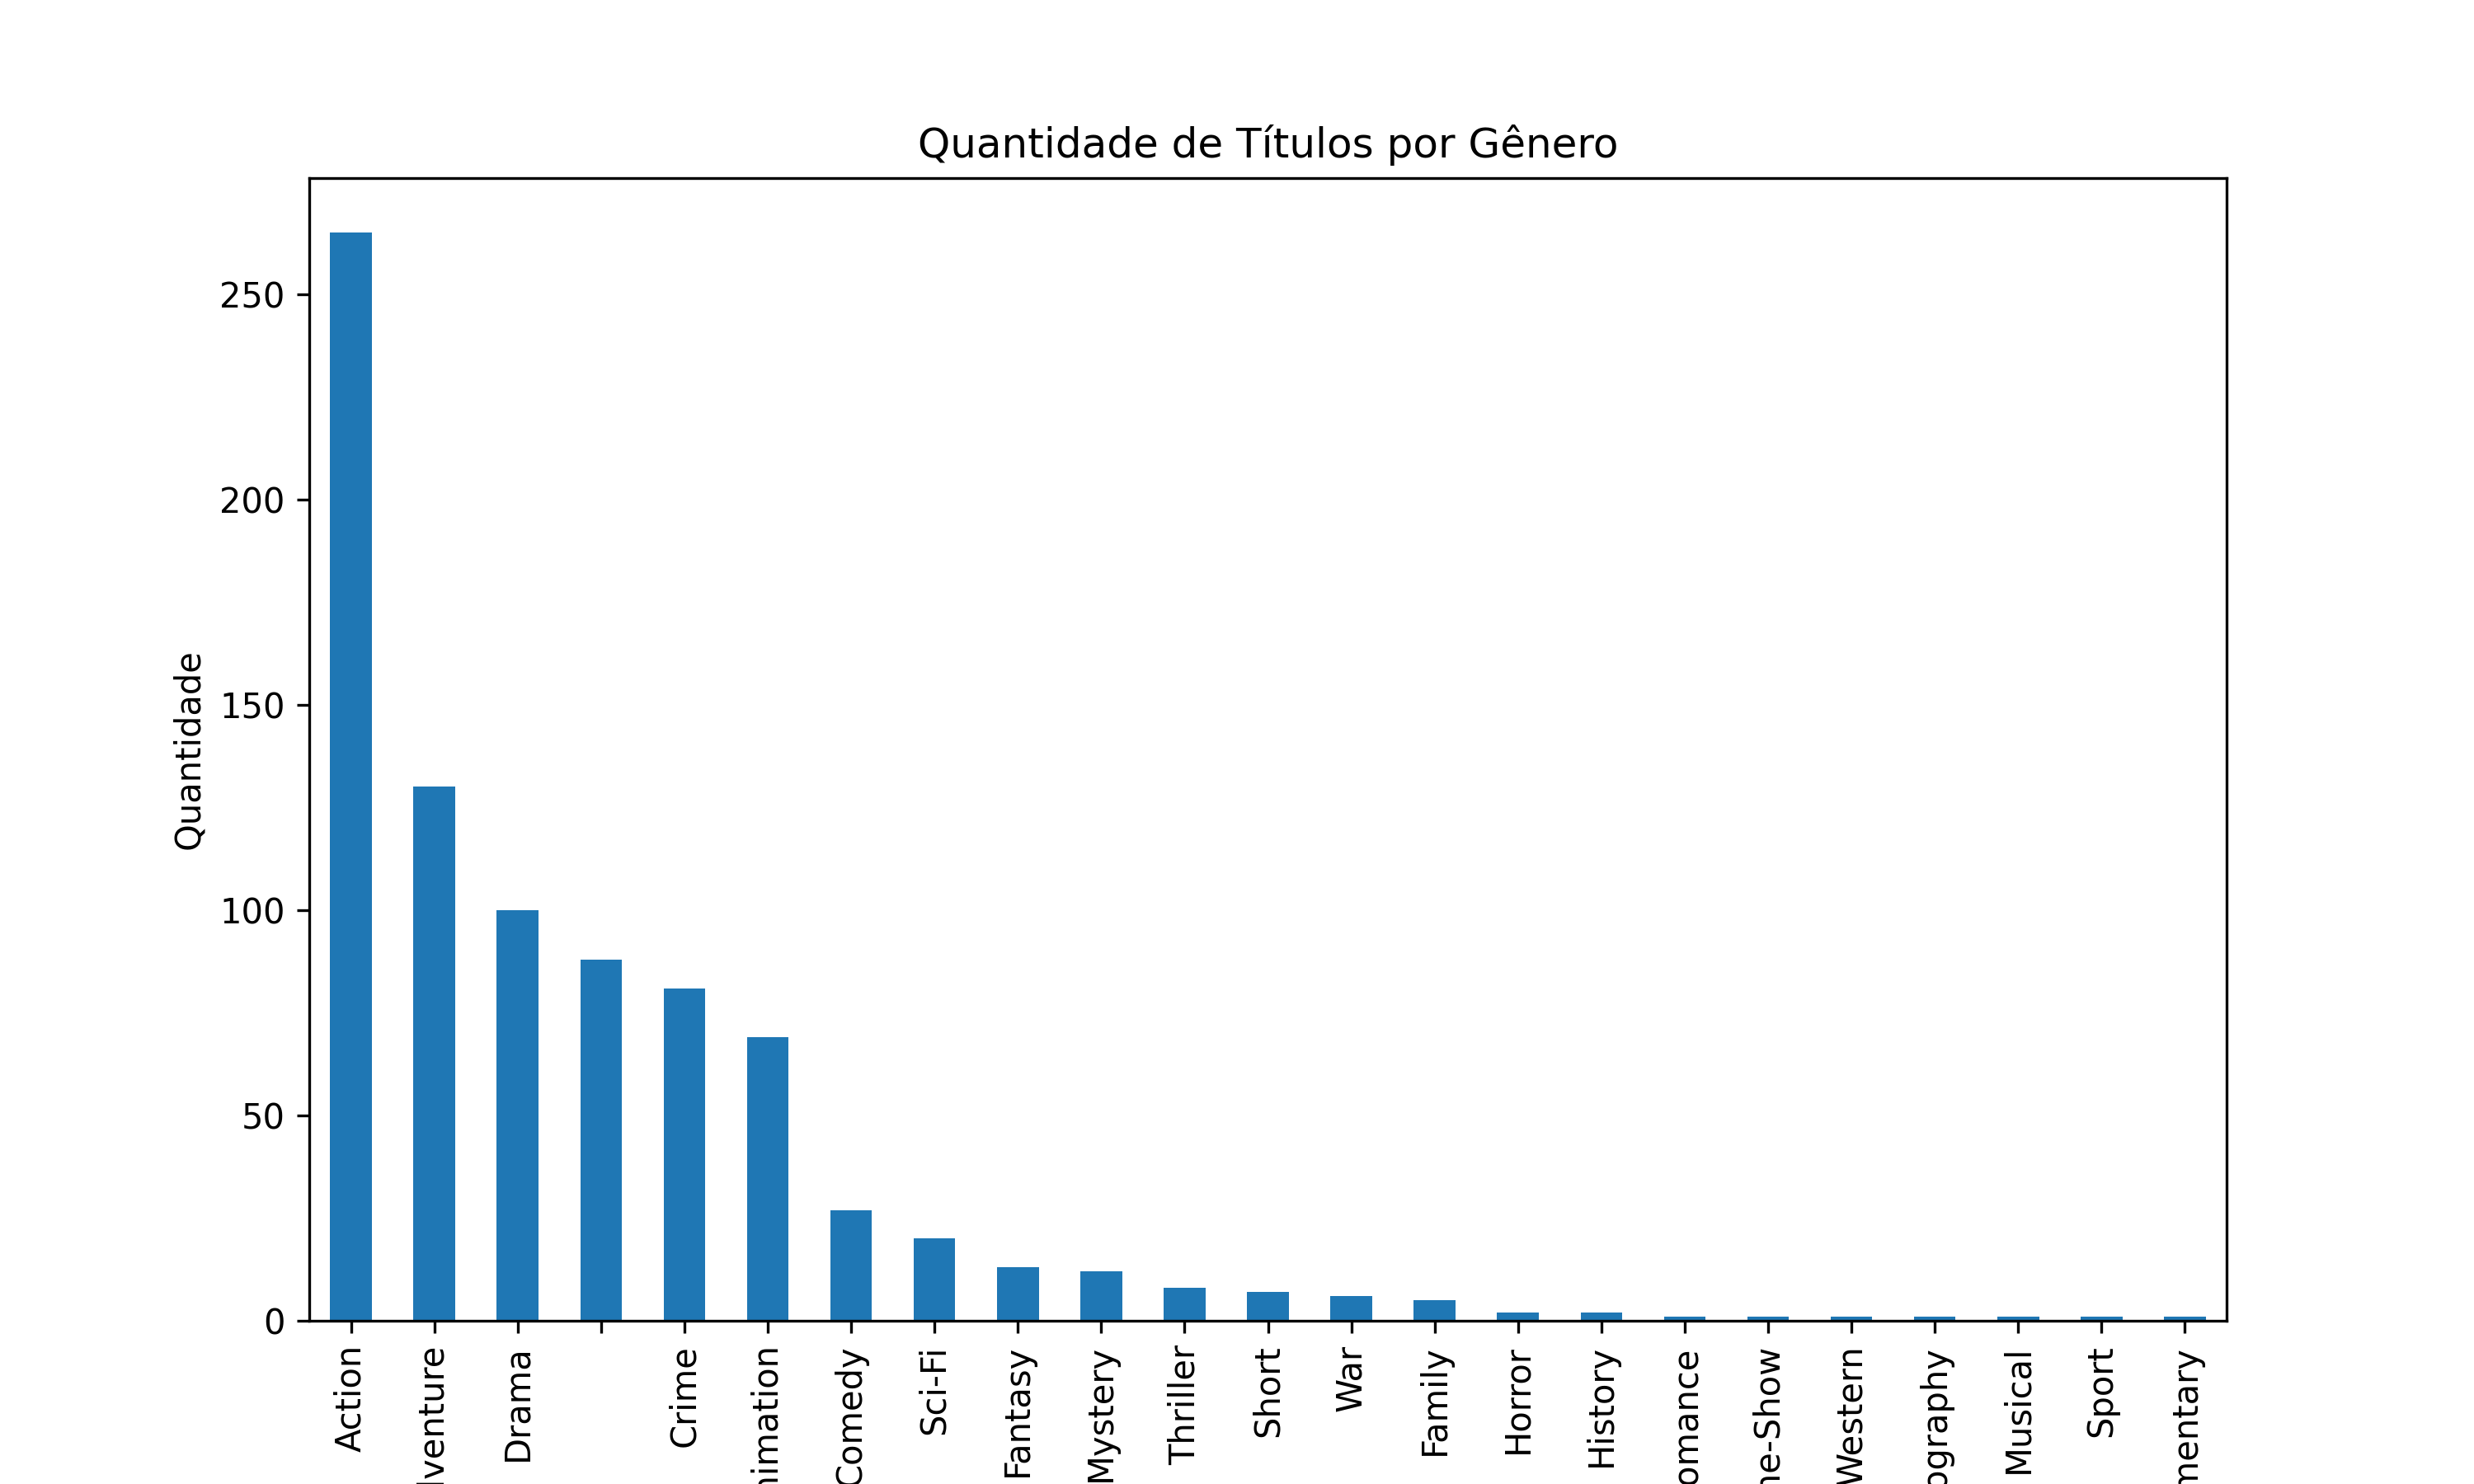 Quantidade de Títulos por Gênero
Quantidade
250
200
150
100
50
0
Action
Drama
Crime
Comedy
Sci-Fi
Fantasy
Mystery
Thriller
Short
War
Family
Horror
History
Western
Musical
Sport